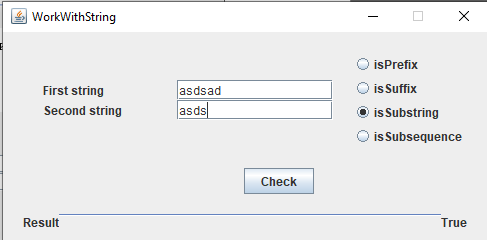 WorkWithString
isPrefix
First string asdsad isSuffix
Second string asds isSubstring
isSubsequence
Check
Result True